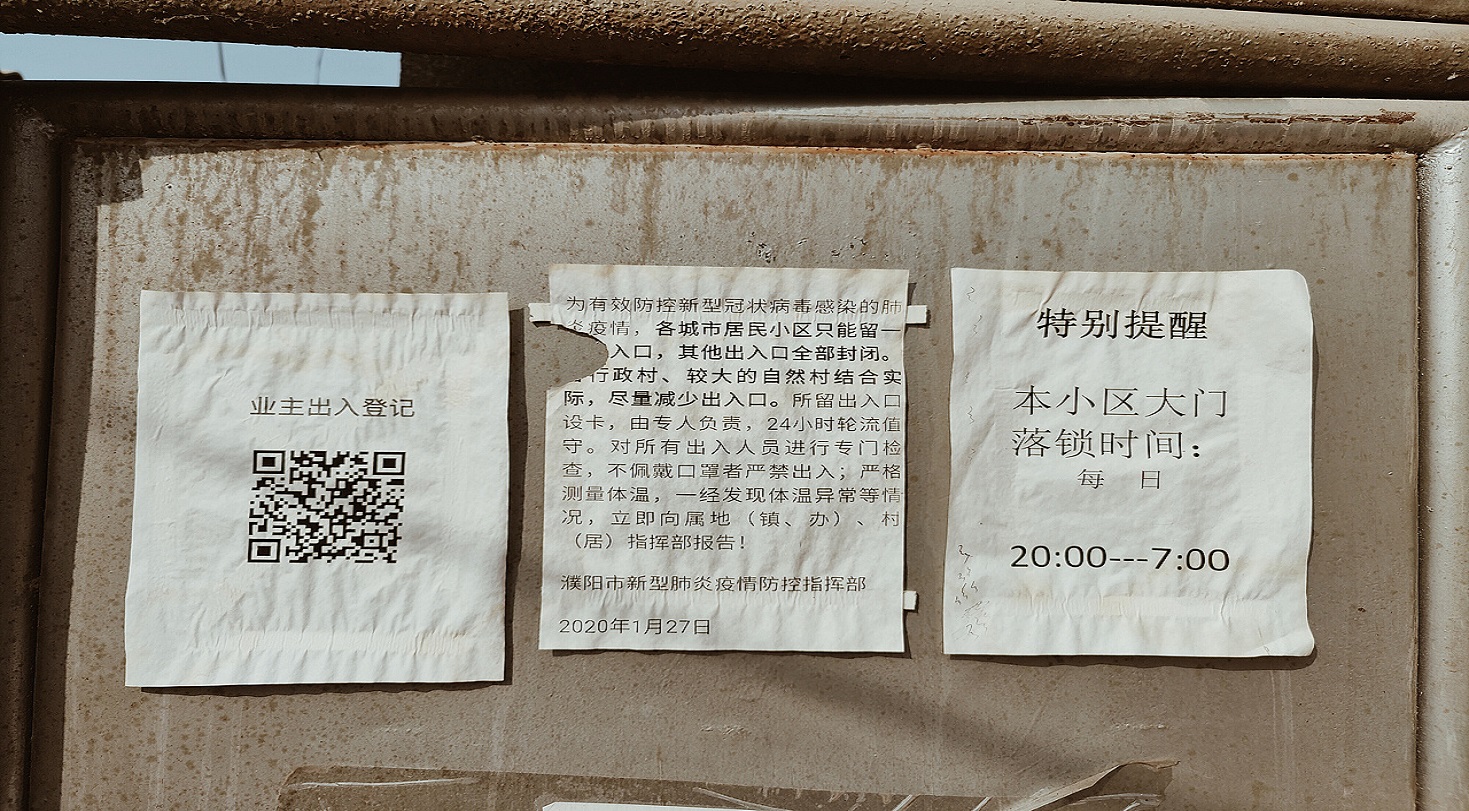 业主出入登记
为有效防控新型冠状病毒感染的肺
炎疫情，各城市居民小区只能留一
入口，其他出入口全部封闭。
行政村、较大的自然村结合实
际，尽量减少出入口。所留出入口
设卡，由专人负责，24小时轮流值
守。对所有出入人员进行专门检
查，不佩戴口罩者严禁出入；严格
测量体温，一经发现体温异常等情
况，立即向属地（镇、办）、村
（居）指挥部报告！
濮阳市新型肺炎疫情防控指挥部
2020年1月27日
特别提醒
本小区大门
落锁时间：
每 日
20:00---7:00